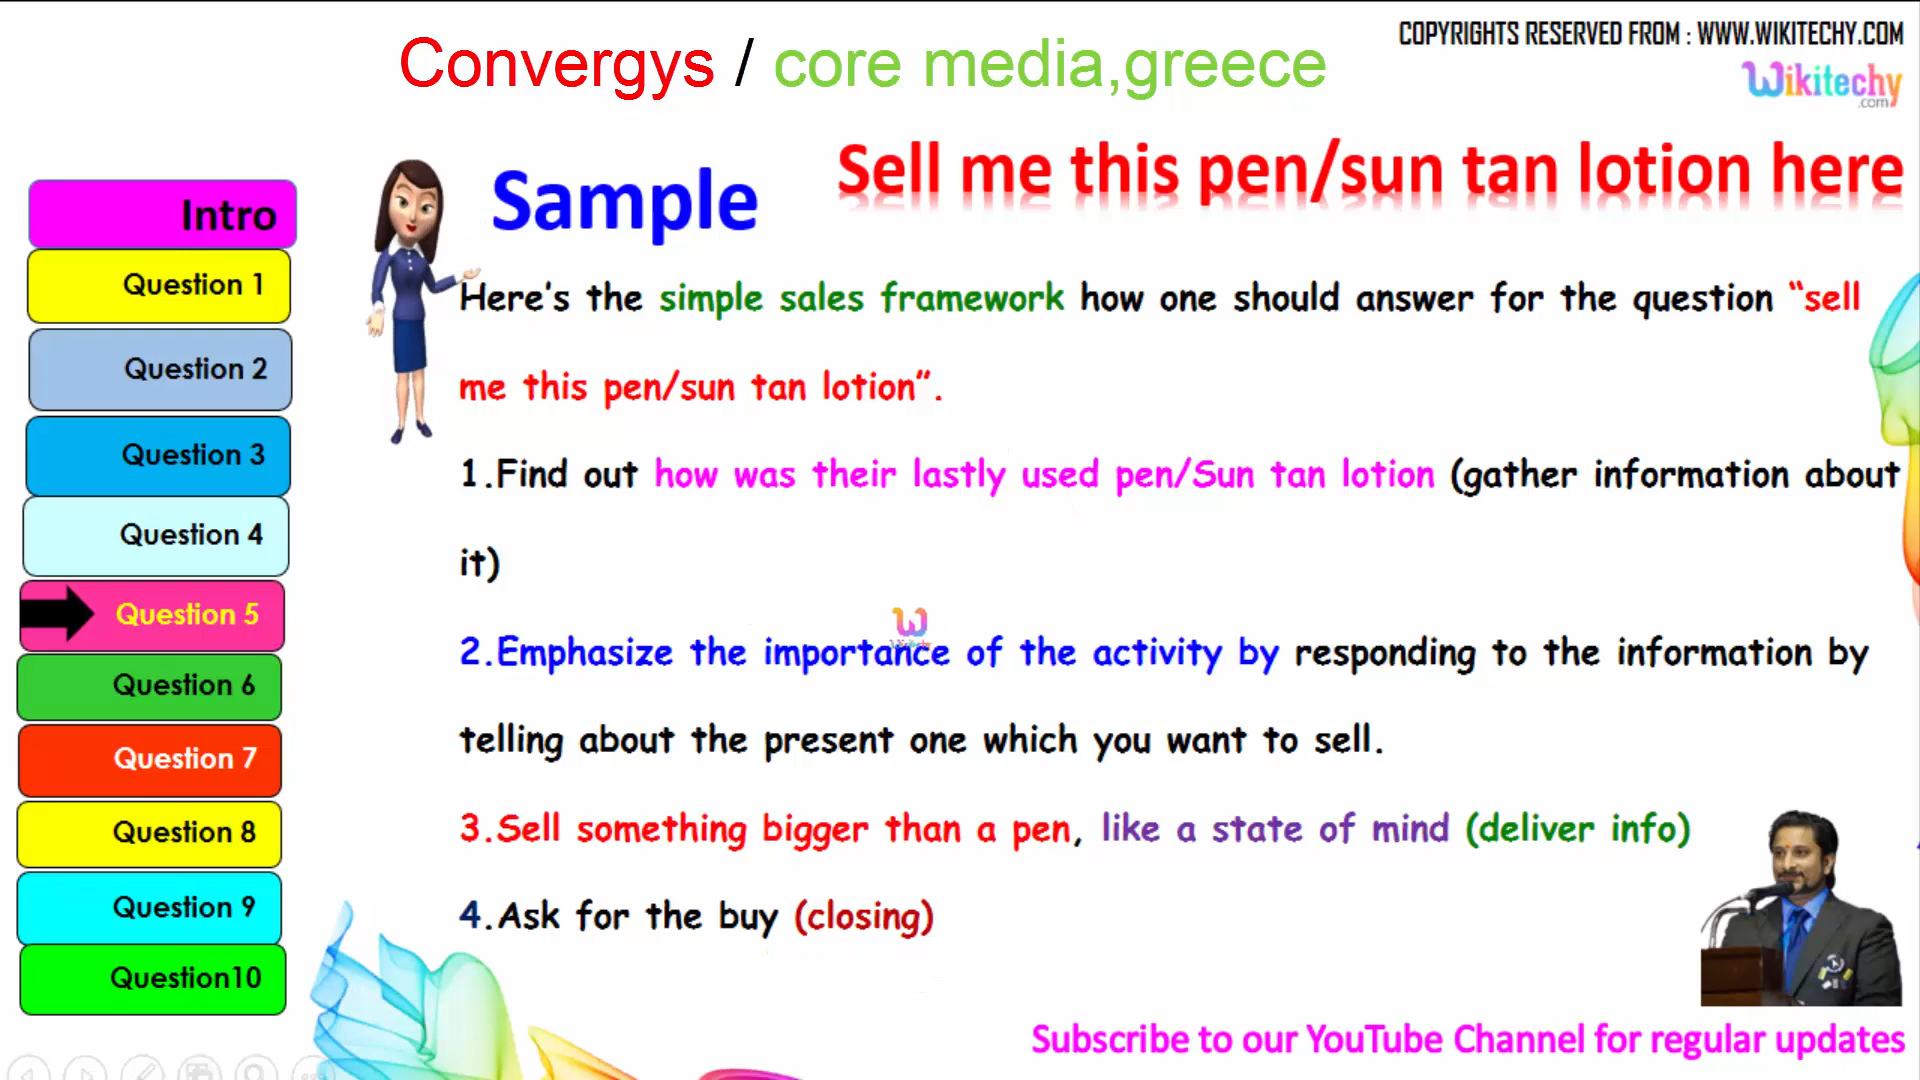 COPYRIGHTS RESERVED FROM : WWW.WIKITECHY.COM
Convergys / core media,greece
Wikitechy
.com
Sell me this pen/sun tan lotion here
Sample
Intro
Question 1
Question 2
Question 3
Question 4
Question 5
Question 6
Question 7
Question 8
Question 9
Question10
Here's the simple sales framework how one should answer for the question “sell
me this pen/sun tan lotion”.
1.Find out how was their lastly used pen/Sun tan lotion (gather information about
it)
2.Emphasize the importance of the activity by responding to the information by
telling about the present one which you want to sell.
3.Sell something bigger than a pen, like a state of mind (deliver info)
4.Ask for the buy (closing)
Subscribe to our YouTube Channel for regular updates